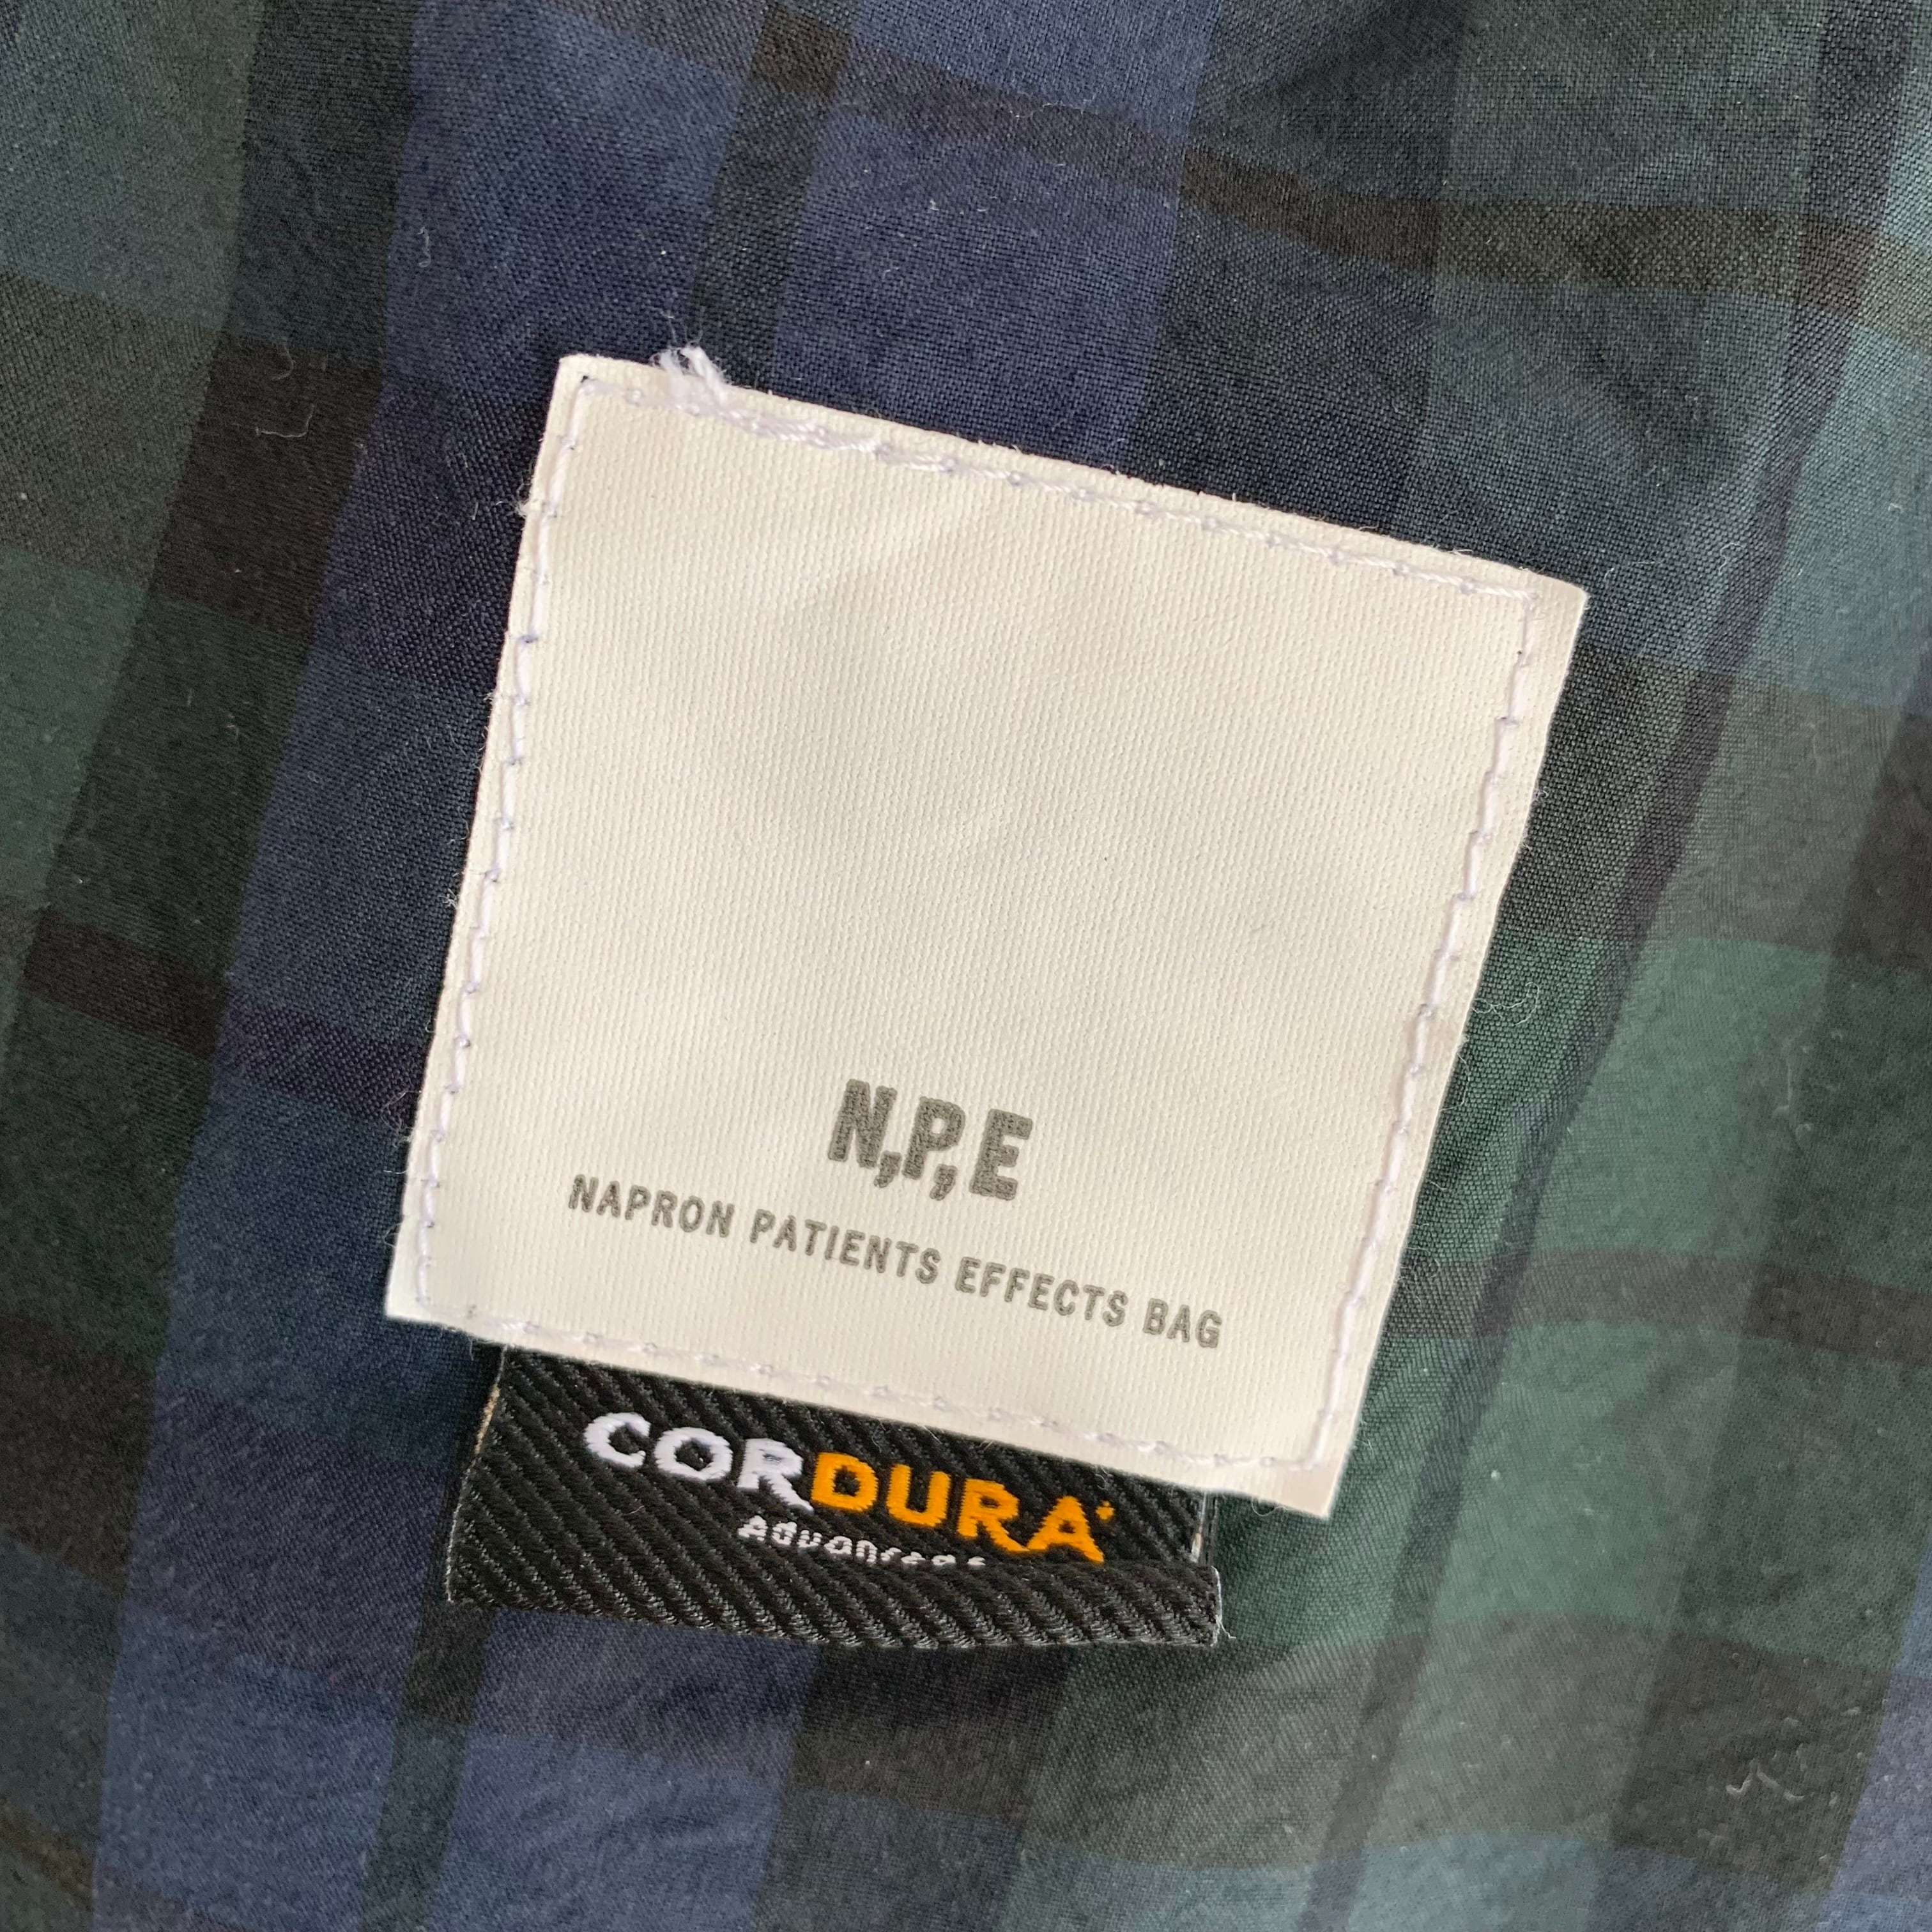 N,P,E
NAPRON PATIENTS EFFECTS BAG
CORDURA